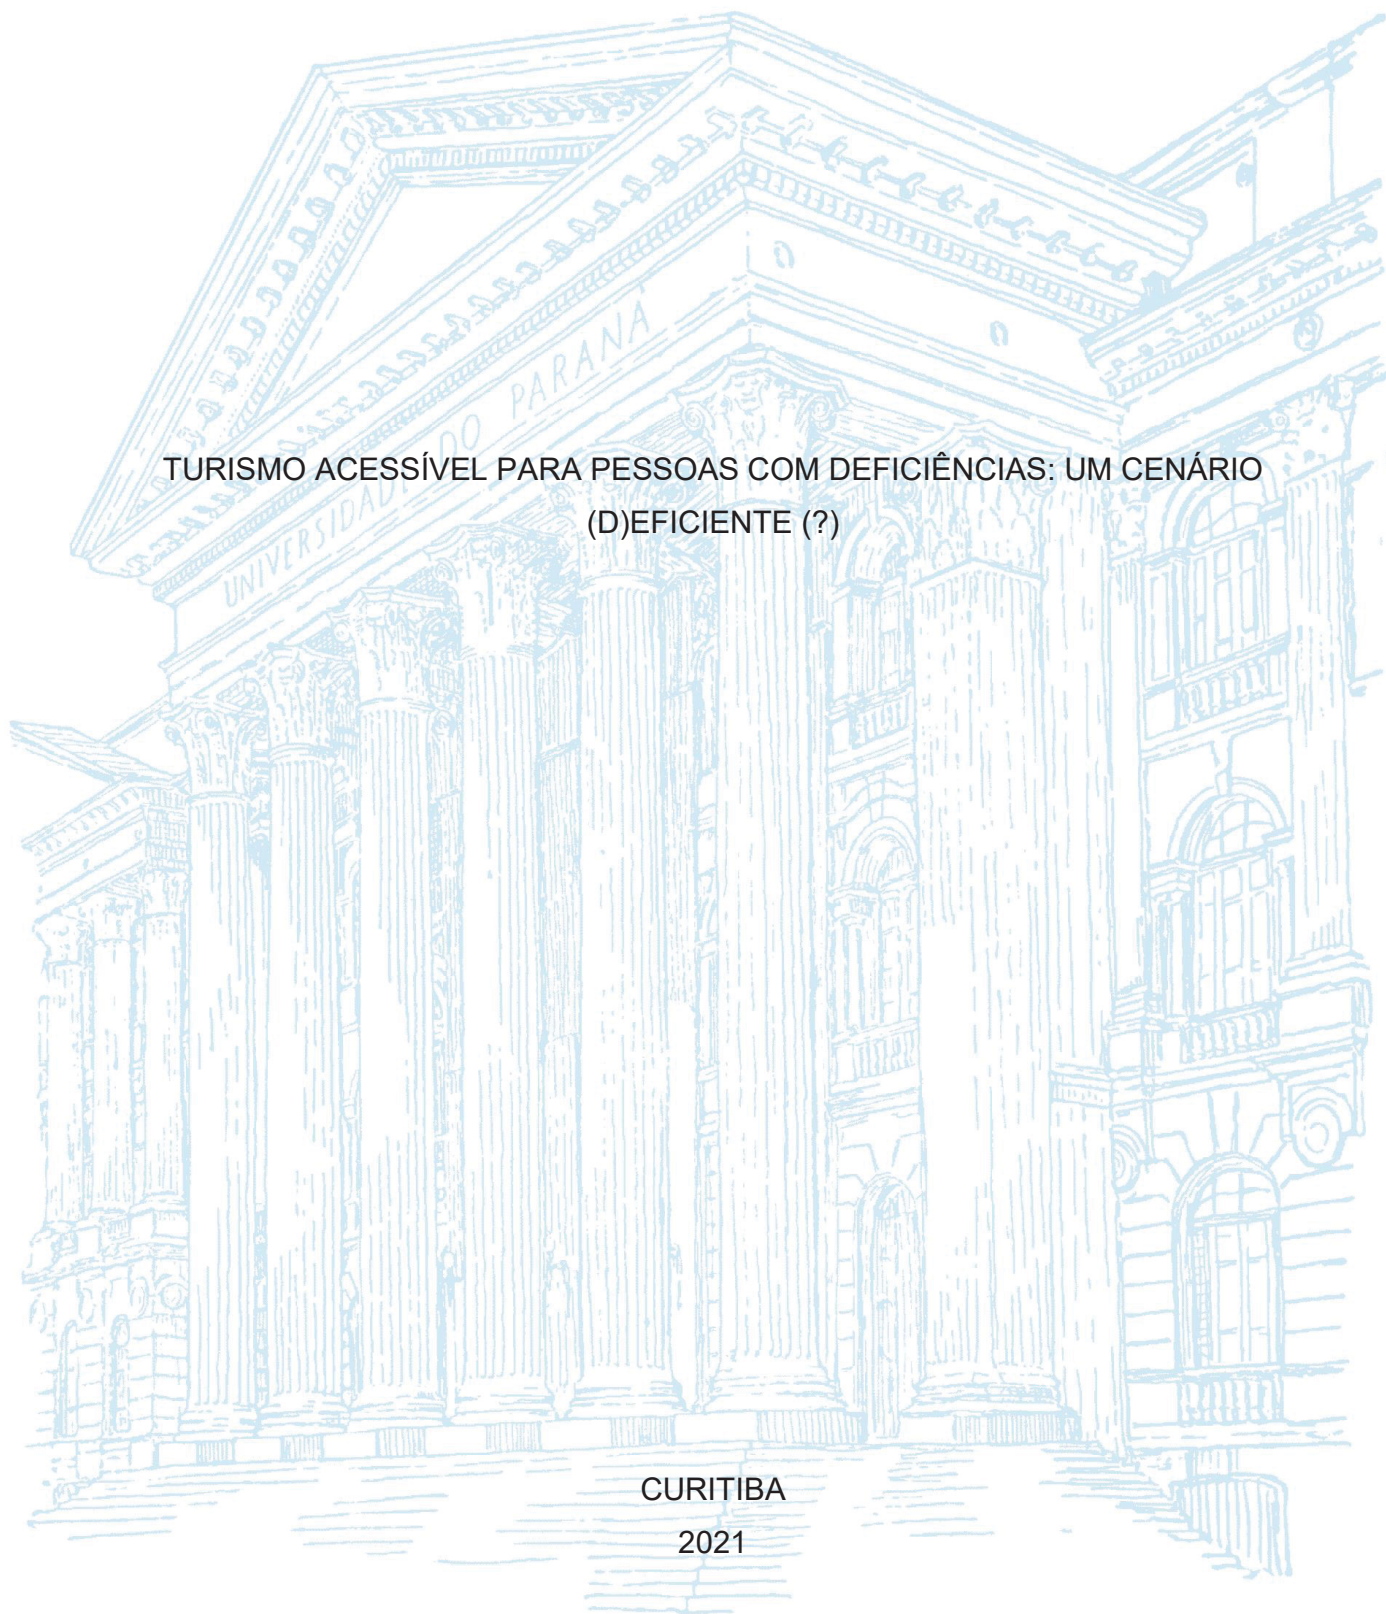 UNIVERSIDADE DO PARANÁ
TURISMO ACESSÍVEL PARA PESSOAS COM DEFICIÊNCIAS: UM CENÁRIO
(D)EFICIENTE (?)
CURITIBA
2021